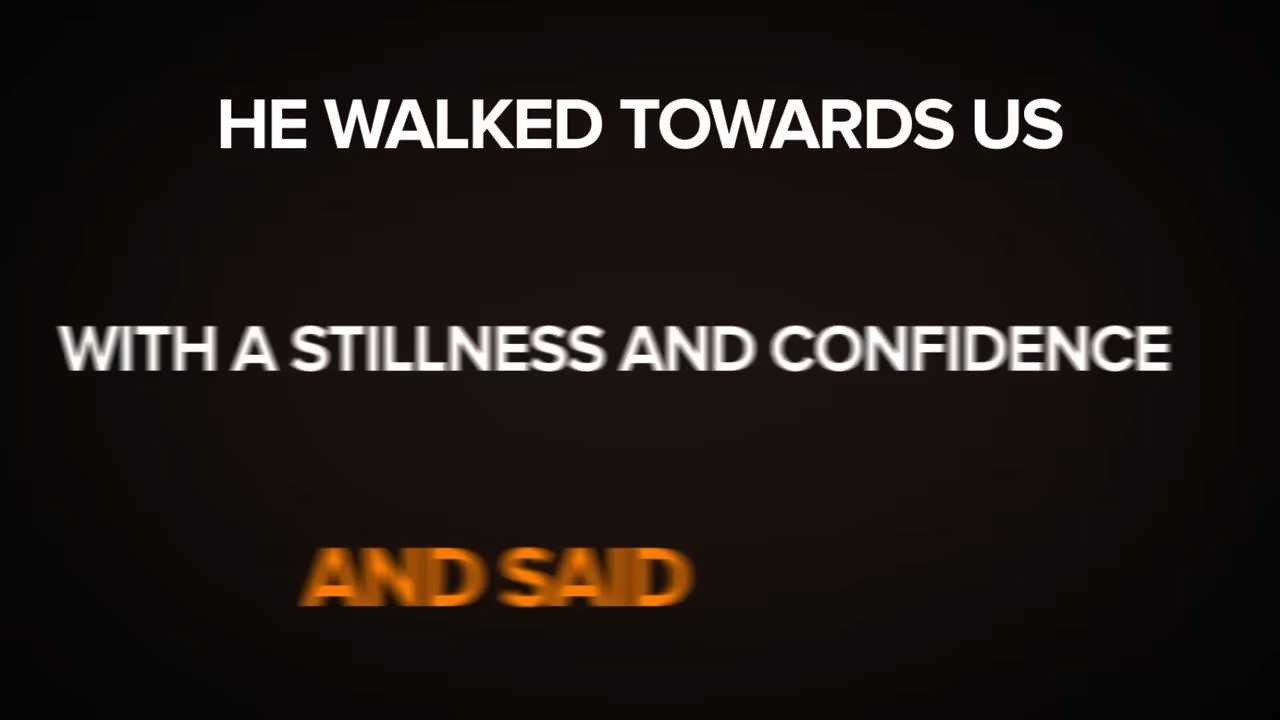 HE WALKED TOWARDS US
WITH A STILLNESS AND CONFIDENCE
AND SAID